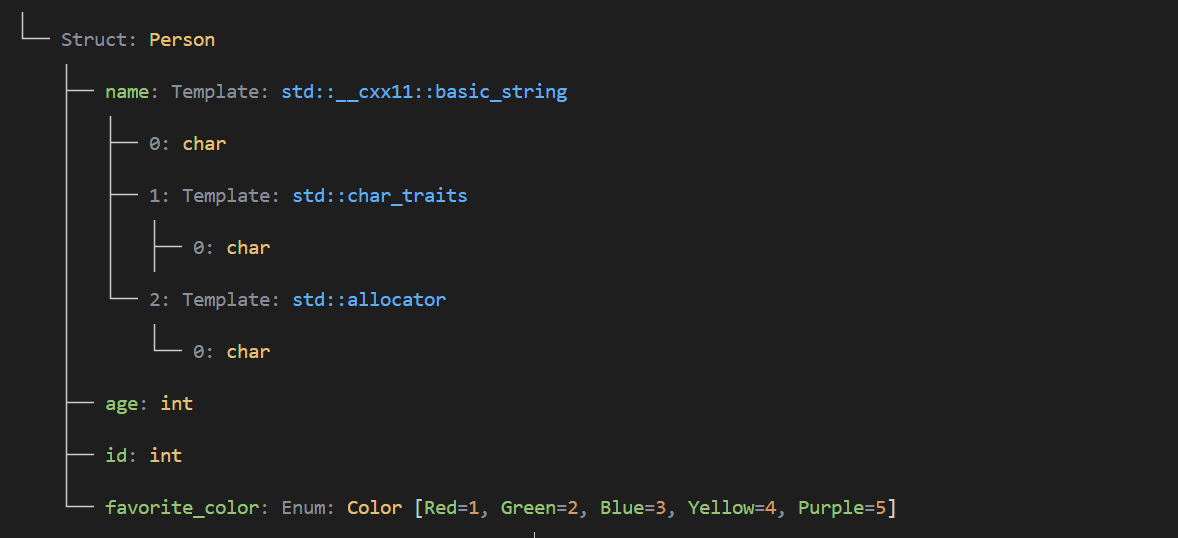 Struct: Person
name: Template: std::__cxx11::basic_string
0: char
1: Template: std::char_traits
0: char
2: Template: std::allocator
0: char
age: int
id: int
favorite_color: Enum: Color [Red=1, Green=2, Blue=3, Yellow=4, Purple=5]